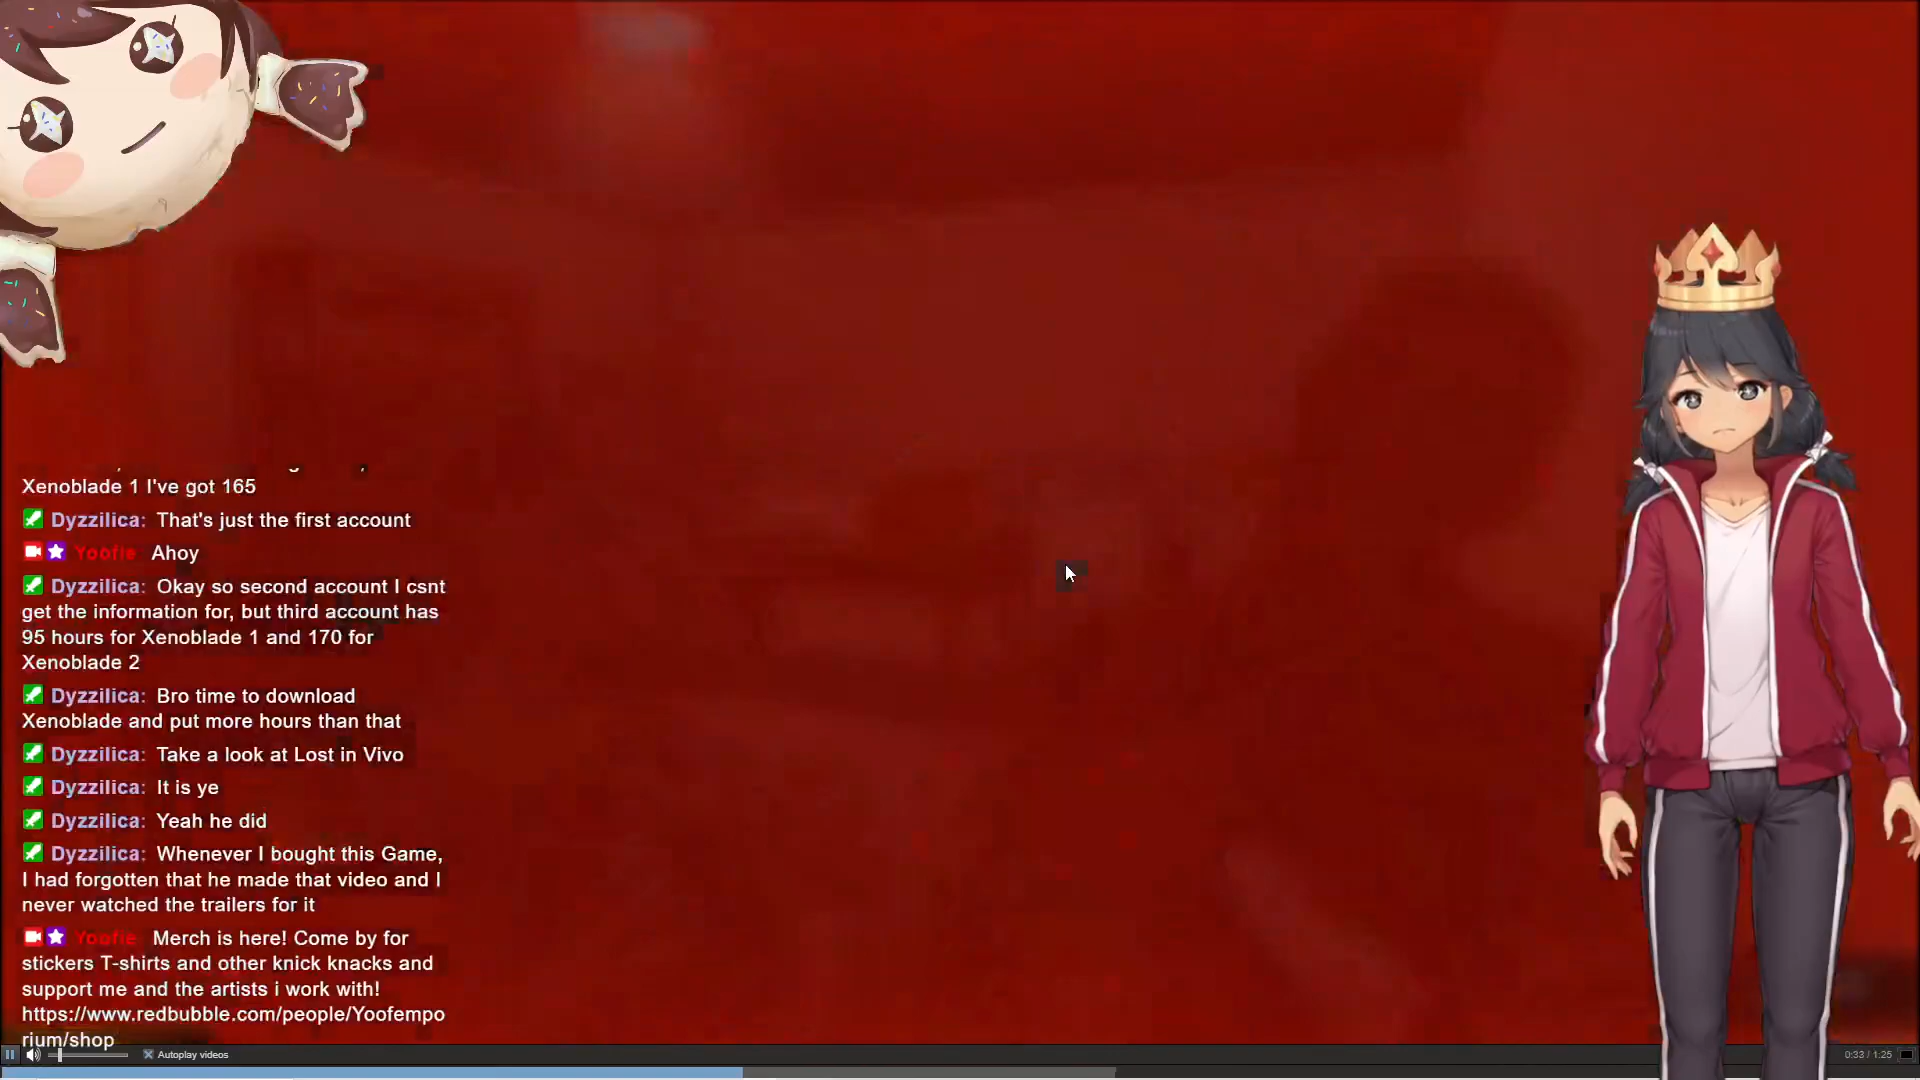 Xenoblade 1 I've got 165
Dyzzilica: That's just the first account
Yoofie Ahoy
Dyzzilica: Okay so second account I csnt
get the information for, but third account has
95 hours for Xenoblade 1 and 170 for
Xenoblade 2
Dyzzilica: Bro time to download
Xenoblade and put more hours than that
Dyzzilica: Take a look at Lost in Vivo
Dyzzilica: It is ye
Dyzzilica: Yeah he did
Dyzzilica: Whenever I bought this Game,
I had forgotten that he made that video and I
never watched the trailers for it
Yoofie Merch is here! Come by for
stickers T-shirts and other knick knacks and
support me and the artists i work with!
https://www.redbubble.com/people/Yoofempo
rium/shop
Autoplay videos
0:33 / 1:25